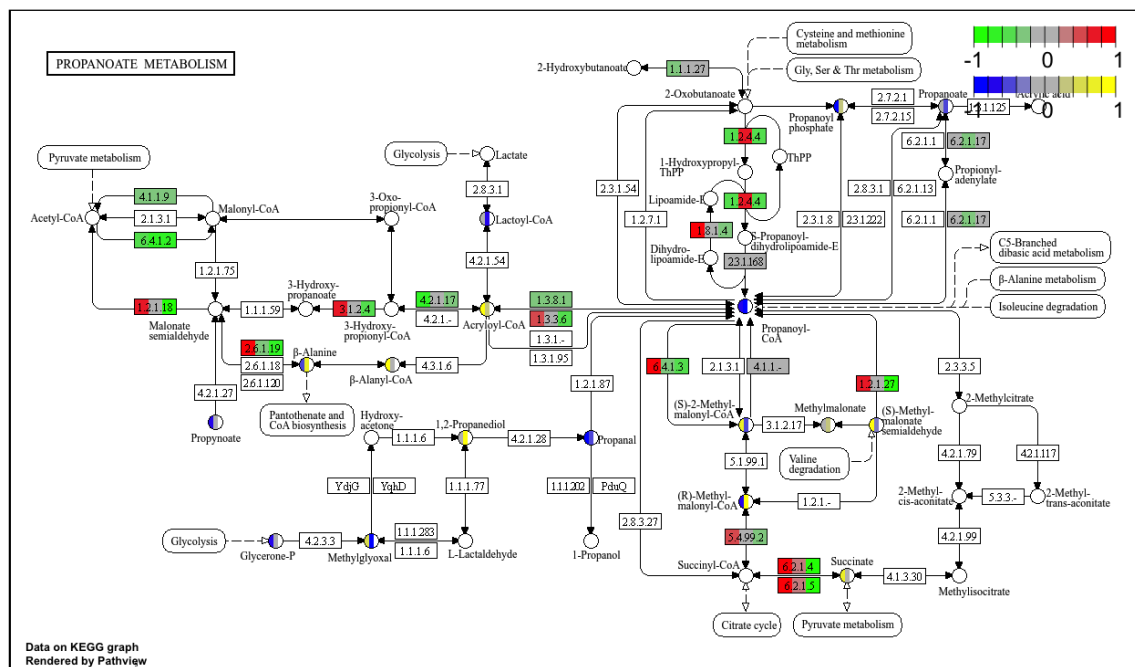 PROPANOATE METABOLISM
Cysteine and methionine
metabolism
Gly, Ser & Thr metabolism
-1 0 1
-1 0 1
2-Hydroxybutanoate
1.1.1.27
2-Oxobutanoate
Propanoyl
phosphate
2.7.2.1
2.7.2.15
Propanoate
1.3.1.125
Acrylic acid
Pyruvate metabolism
Glycolysis
Lactate
2.8.3.1
Lactoyl-CoA
4.2.1.54
4.1.1.9
Acetyl-CoA
2.1.3.1
Malonyl-CoA
6.4.1.2
3-Oxo-
propionyl-CoA
1.2.1.75
1.2.4.4
1-Hydroxypropyl-
ThPP
ThPP
Lipoamide-E
1.2.4.4
1.8.1.4
S-Propanoyl-
dihydrolipoamide-E
Dihydro-
lipoamide-E
2.3.1.168
2.3.1.54
1.2.7.1
2.3.1.8
2.3.1.222
2.8.3.1
6.2.1.13
6.2.1.1
6.2.1.17
Propionyl-
adenylate
6.2.1.1
6.2.1.17
C5-Branched
dibasic acid metabolism
β-Alanine metabolism
Isoleucine degradation
Propanoyl-
CoA
1.2.1.18
Malonate
semialdehyde
1.1.1.59
3-Hydroxy-
propanoate
3.1.2.4
3-Hydroxy-
propionyl-CoA
4.2.1.17
4.2.1.-
Acryloyl-CoA
1.3.8.1
1.3.3.6
1.3.1.-
1.3.1.95
2.6.1.19
2.6.1.18
2.6.1.120
β-Alanine
β-Alanyl-CoA
4.3.1.6
4.2.1.27
Propynoate
Pantothenate and
CoA biosynthesis
1.2.1.87
6.4.1.3
2.1.3.1
4.1.1.-
1.2.1.27
2.3.3.5
(S)-2-Methyl-
malonyl-CoA
3.1.2.17
Methylmalonate
(S)-Methyl-
malonate
semialdehyde
2-Methylcitrate
Hydroxy-
acetone
1.1.1.6
1,2-Propanediol
4.2.1.28
Propanal
5.1.99.1
Valine
degradation
4.2.1.79
4.2.1.117
YdjG
YqhD
1.1.1.77
1.1.1.202
PduQ
2.8.3.27
(R)-Methyl-
malonyl-CoA
1.2.1.-
2-Methyl-
cis-aconitate
5.3.3.-
2-Methyl-
trans-aconitate
Glycolysis
Glycerone-P
4.2.3.3
Methylglyoxal
1.1.1.283
1.1.1.6
L-Lactaldehyde
1-Propanol
5.4.99.2
4.2.1.99
Succinyl-CoA
6.2.1.4
6.2.1.5
Succinate
4.1.3.30
Methylisocitrate
Citrate cycle
Pyruvate metabolism
Data on KEGG graph
Rendered by Pathview